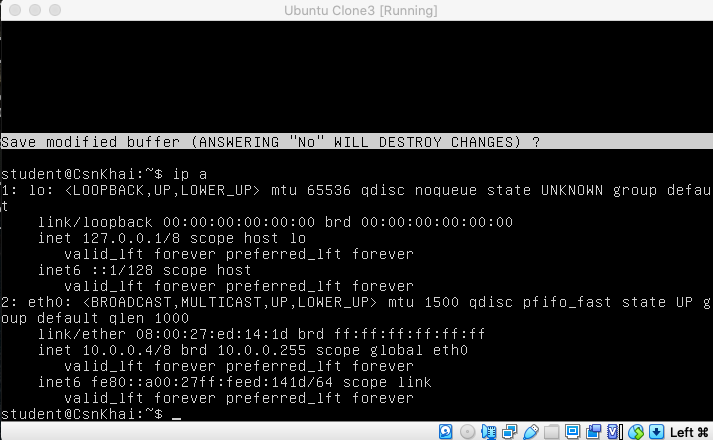 Ubuntu Clone3 [Running]
Save modified buffer (ANSWERING "No" WILL DESTROY CHANGES) ?
student@CsnKhai:~$ ip a
1: lo: <LOOPBACK,UP,LOWER_UP> mtu 65536 qdisc noqueue state UNKNOWN group defau
t
link/loopback 00:00:00:00:00:00 brd 00:00:00:00:00:00
inet 127.0.0.1/8 scope host lo
valid_lft forever preferred_lft forever
inet6 ::1/128 scope host
valid_lft forever preferred_lft forever
2: eth0: <BROADCAST,MULTICAST,UP,LOWER_UP> mtu 1500 qdisc pfifo_fast state UP g
oup default qlen 1000
link/ether 08:00:27:ed:14:1d brd ff:ff:ff:ff:ff:ff
inet 10.0.0.4/8 brd 10.0.0.255 scope global eth0
valid_lft forever preferred_lft forever
inet6 fe80::a00:27ff:feed:141d/64 scope link
valid_lft forever preferred_lft forever
student@CsnKhai:~$ _
Left ⌘